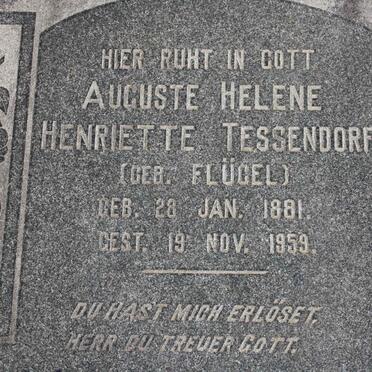 HIER RUHT IN GOTT
AUGUSTE HELENE
HENRIETTE TESSENDORF
(GEB. FLÜGEL)
GEB. 28 JAN. 1881.
GEST. 19 NOV. 1959.
DU HAST MICH ERLÖSET,
HERR DU TREUER GOTT.